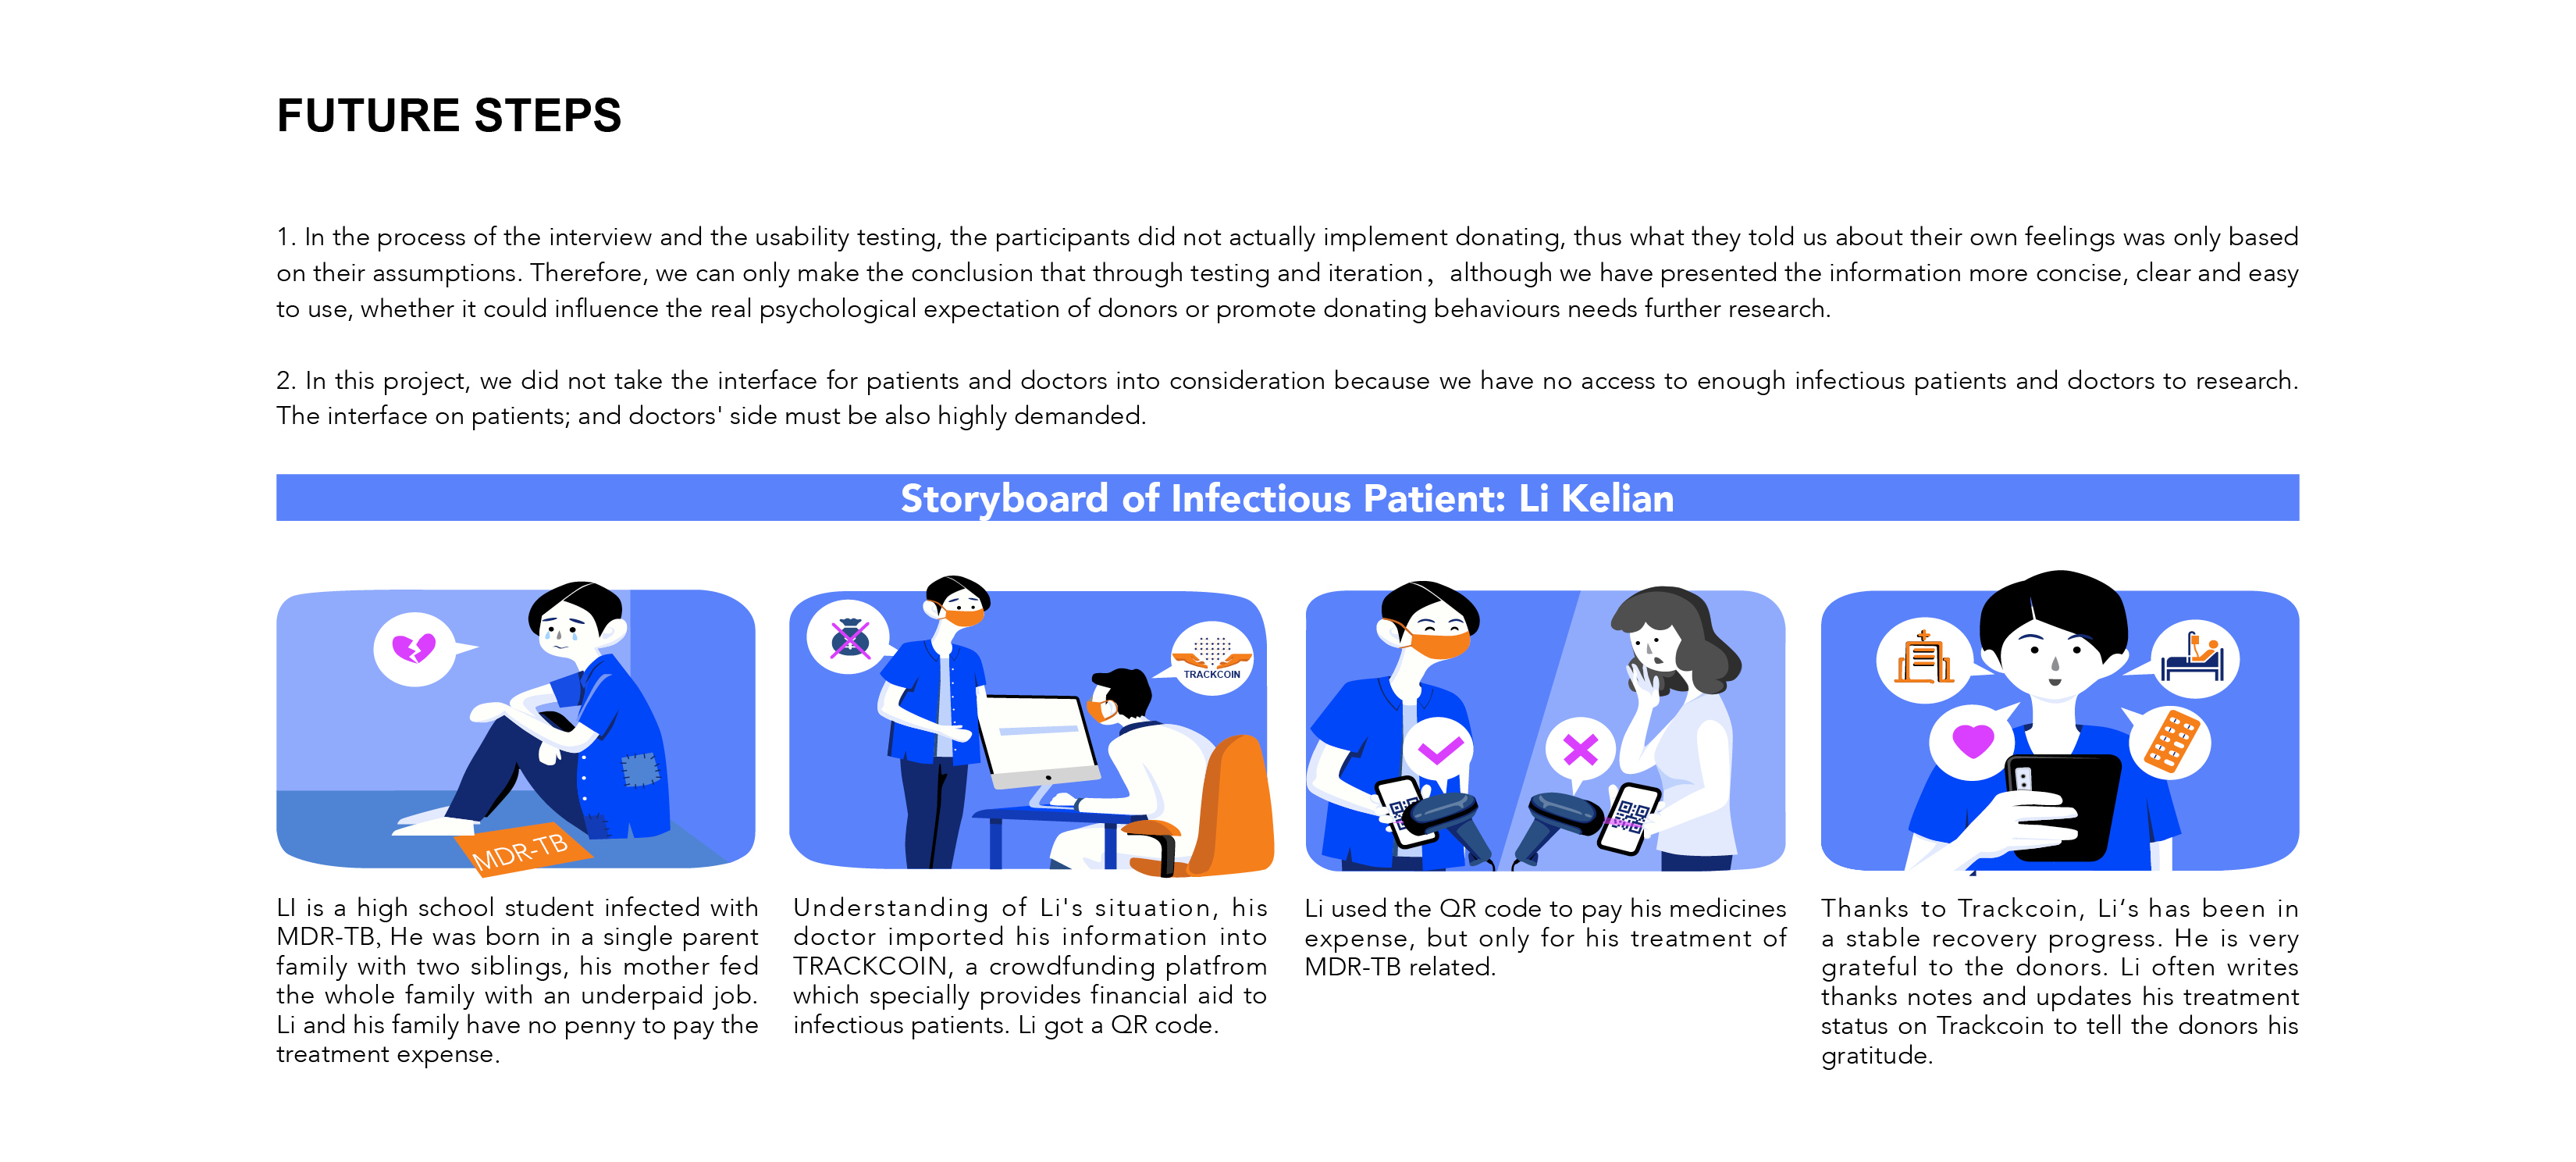 FUTURE STEPS
1. In the process of the interview and the usability testing, the participants did not actually implement donating, thus what they told us about their own feelings was only based
on their assumptions. Therefore, we can only make the conclusion that through testing and iteration，although we have presented the information more concise, clear and easy
to use, whether it could influence the real psychological expectation of donors or promote donating behaviours needs further research.
2. In this project, we did not take the interface for patients and doctors into consideration because we have no access to enough infectious patients and doctors to research.
The interface on patients; and doctors' side must be also highly demanded.
Storyboard of Infectious Patient: Li Kelian
MDR-TB
LI is a high school student infected with
MDR-TB, He was born in a single parent
family with two siblings, his mother fed
the whole family with an underpaid job.
Li and his family have no penny to pay the
treatment expense.
TRACKCOIN
Understanding of Li's situation, his
doctor imported his information into
TRACKCOIN, a crowdfunding platfrom
which specially provides financial aid to
infectious patients. Li got a QR code.
Li used the QR code to pay his medicines
expense, but only for his treatment of
MDR-TB related.
Thanks to Trackcoin, Li’s has been in
a stable recovery progress. He is very
grateful to the donors. Li often writes
thanks notes and updates his treatment
status on Trackcoin to tell the donors his
gratitude.